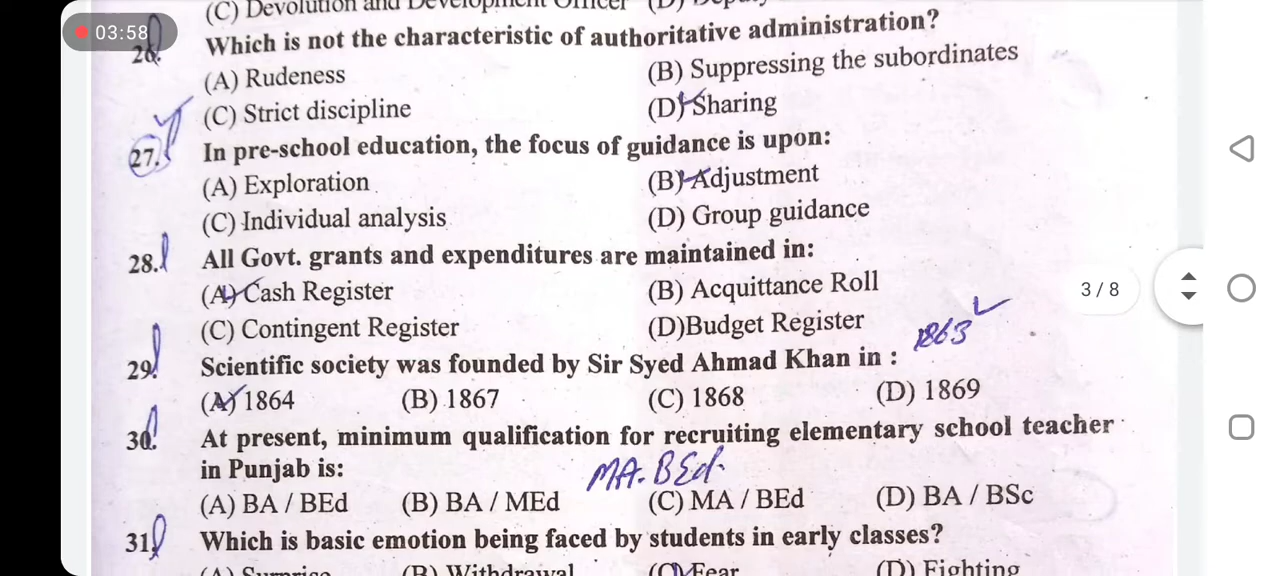 (C) Devolution and Development Officer (D) Deputy
03:58
26. Which is not the characteristic of authoritative administration?
(A) Rudeness (B) Suppressing the subordinates
(C) Strict discipline (D) Sharing
27. In pre-school education, the focus of guidance is upon:
(A) Exploration (B) Adjustment
(C) Individual analysis (D) Group guidance
28. All Govt. grants and expenditures are maintained in:
(A) Cash Register (B) Acquittance Roll
(C) Contingent Register (D)Budget Register
3 / 8
1863
29. Scientific society was founded by Sir Syed Ahmad Khan in :
(A) 1864 (B) 1867 (C) 1868 (D) 1869
30. At present, minimum qualification for recruiting elementary school teacher
in Punjab is:
MA. BEd.
(A) BA / BEd (B) BA / MEd (C) MA / BEd (D) BA / BSc
31. Which is basic emotion being faced by students in early classes?
(A) Surprise (B) Withdrawal (C) Fear (D) Fighting